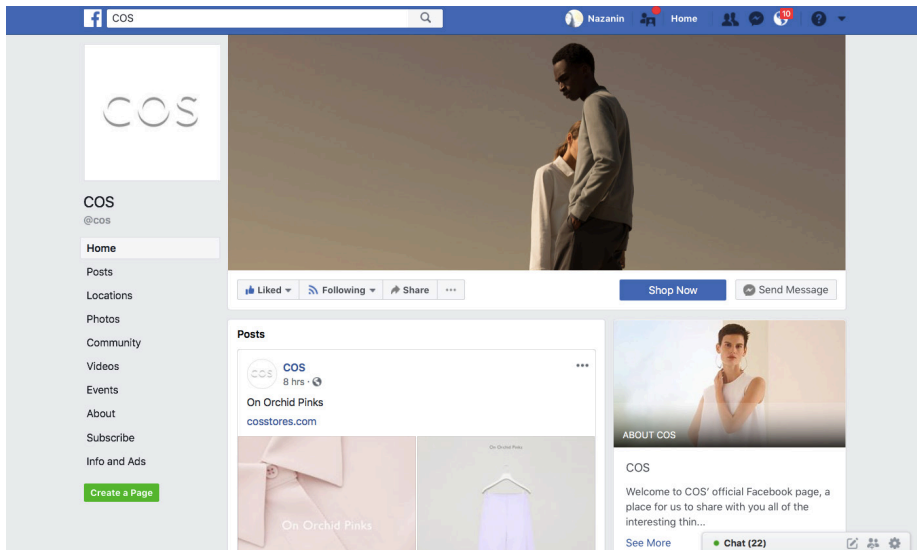 COS
Nazanin
Home
10
COS
COS
@cos
Home
Posts
Locations
Photos
Community
Videos
Events
About
Subscribe
Info and Ads
Create a Page
Liked
Following
Share
Shop Now
Send Message
Posts
COS
COS
8 hrs
On Orchid Pinks
cosstores.com
On Orchid Pinks
On Orchid Pinks
ABOUT COS
COS
Welcome to COS' official Facebook page, a
place for us to share with you all of the
interesting thin...
See More
Chat (22)